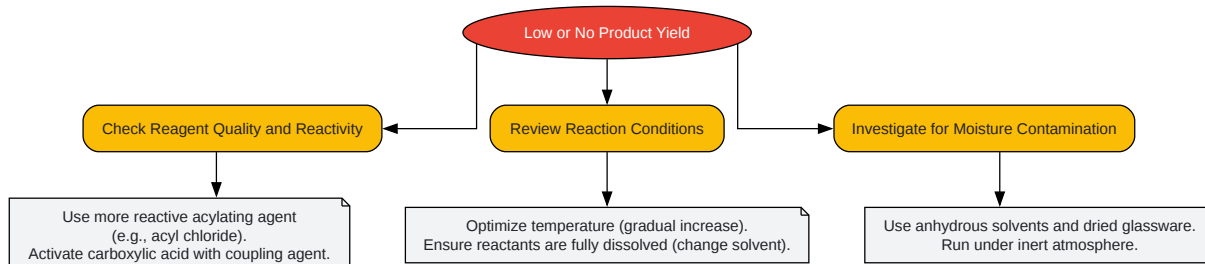 Low or No Product Yield
Check Reagent Quality and Reactivity
Review Reaction Conditions
Investigate for Moisture Contamination
Use more reactive acylating agent
(e.g., acyl chloride).
Activate carboxylic acid with coupling agent.
Optimize temperature (gradual increase).
Ensure reactants are fully dissolved (change solvent).
Use anhydrous solvents and dried glassware.
Run under inert atmosphere.